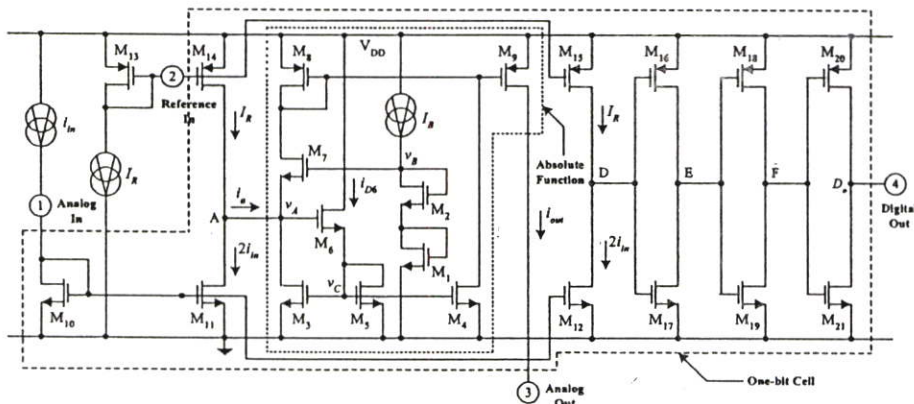 M13
M14
M8
VDD
M9
M15
M16
M18
M20
2
Reference
In
iin
IR
IR
IB
IR
M7
vB
Absolute
Function
1
Analog
In
ia
vA
iD6
M2
D
E
F
Do
4
Digital
Out
A
M6
iout
2iin
M1
2iin
vC
M10
M11
M3
M5
M4
M12
M17
M19
M21
3
Analog
Out
One-bit Cell